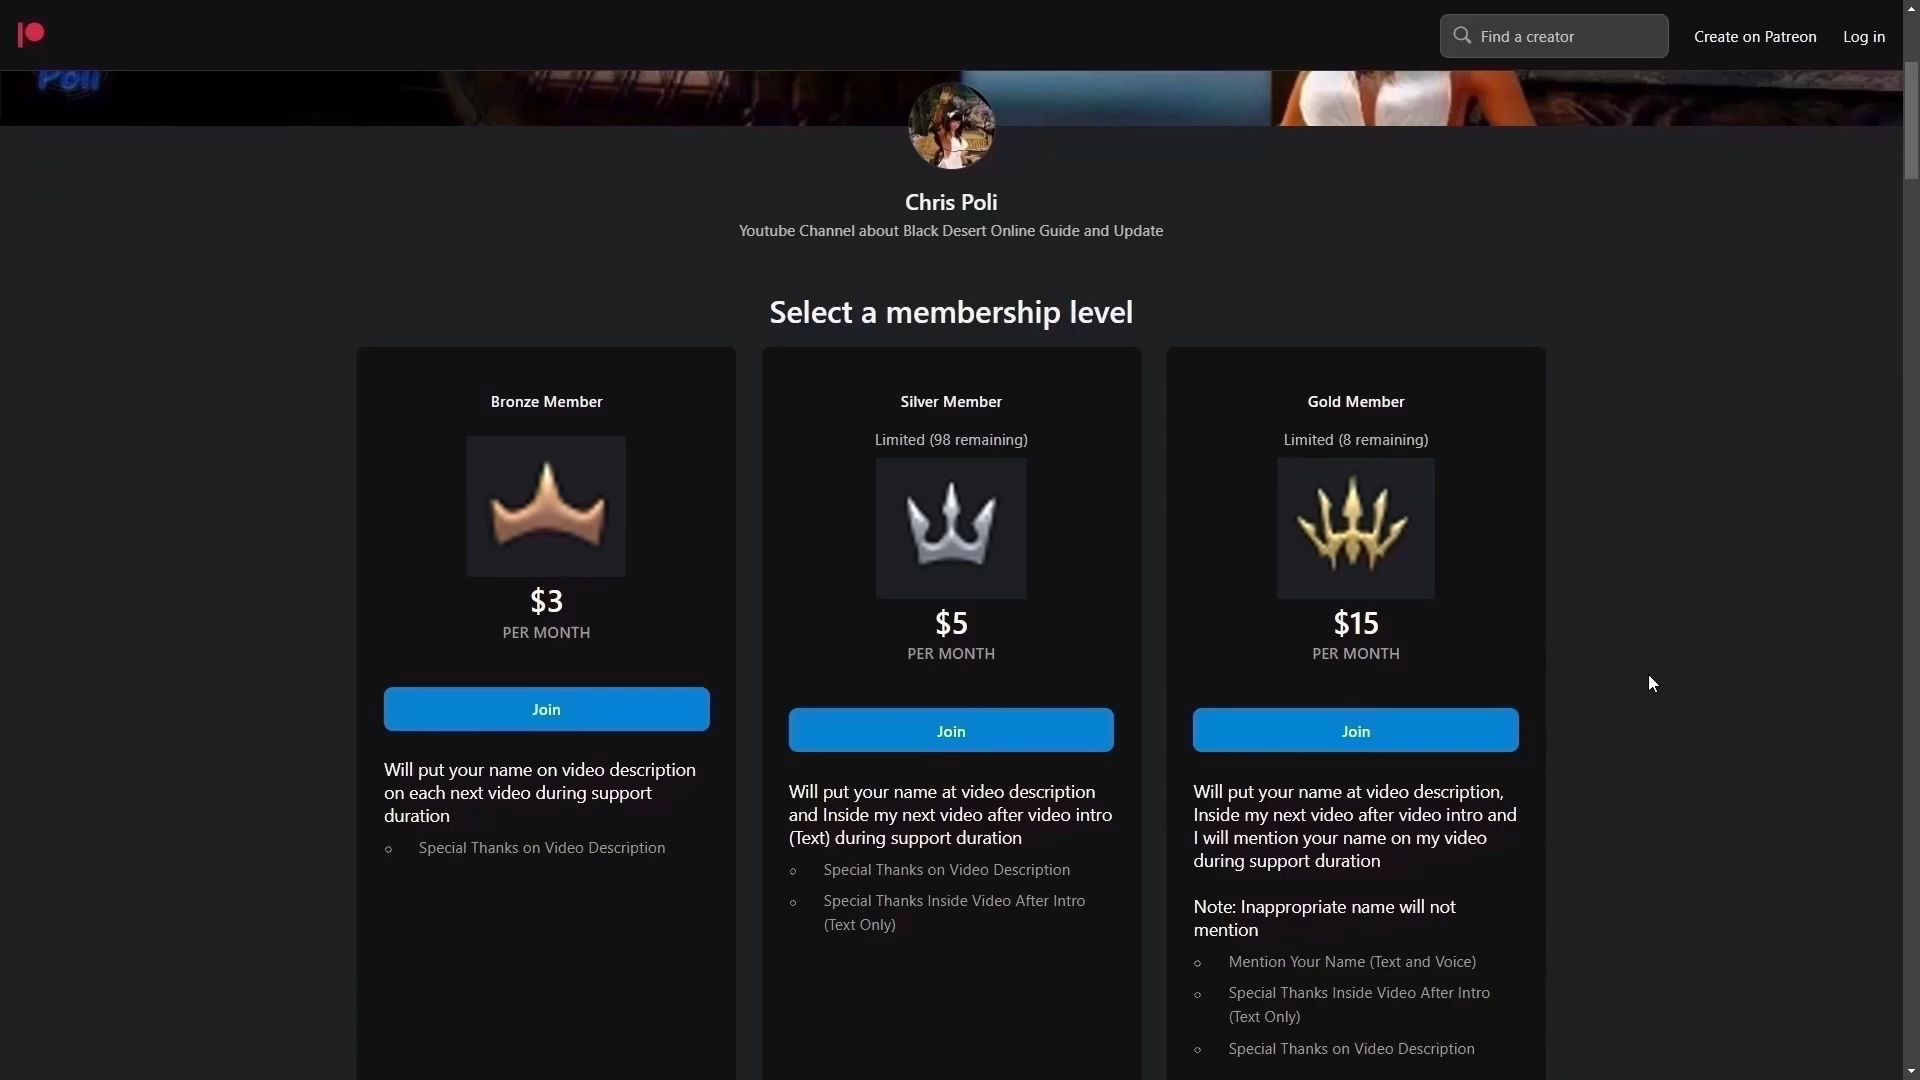 Find a creator
Create on Patreon
Log in
Poli
Chris Poli
Youtube Channel about Black Desert Online Guide and Update
Select a membership level
Bronze Member
$3
PER MONTH
Join
Will put your name on video description
on each next video during support
duration
Special Thanks on Video Description
Silver Member
Limited (98 remaining)
$5
PER MONTH
Join
Will put your name at video description
and Inside my next video after video intro
(Text) during support duration
Special Thanks on Video Description
Special Thanks Inside Video After Intro
(Text Only)
Gold Member
Limited (8 remaining)
$15
PER MONTH
Join
Will put your name at video description,
Inside my next video after video intro and
I will mention your name on my video
during support duration
Note: Inappropriate name will not
mention
Mention Your Name (Text and Voice)
Special Thanks Inside Video After Intro
(Text Only)
Special Thanks on Video Description